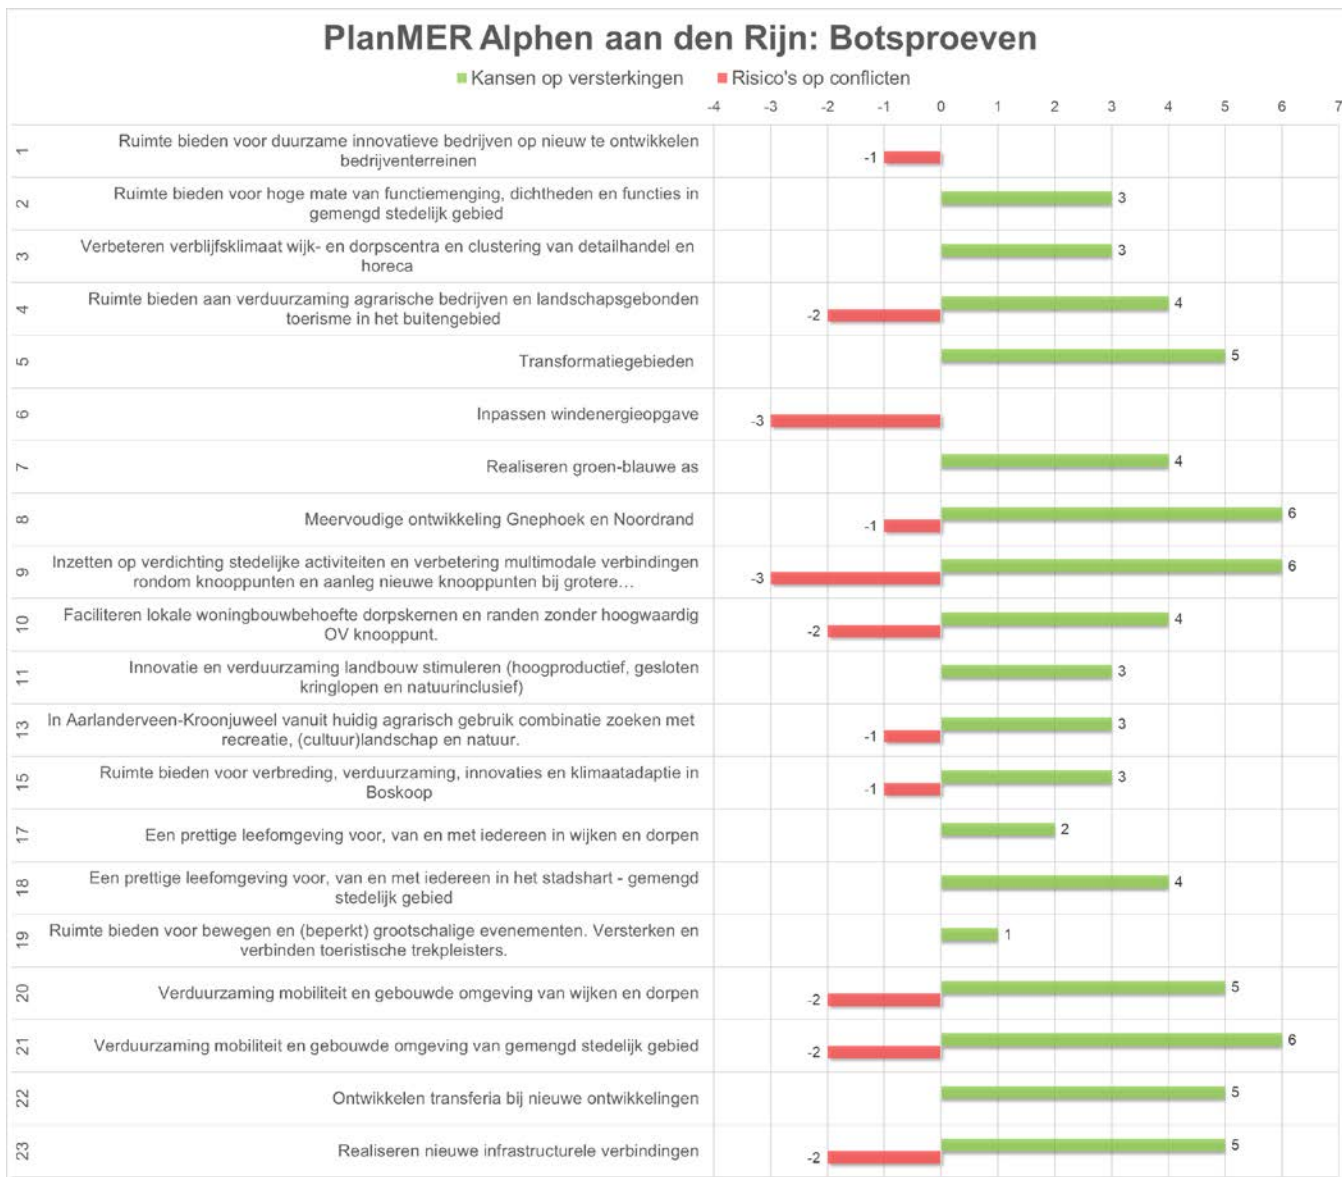 PlanMER Alphen aan den Rijn: Botsproeven
Kansen op versterkingen Risico's op conflicten
-4 -3 -2 -1 0 1 2 3 4 5 6 7
1 Ruimte bieden voor duurzame innovatieve bedrijven op nieuw te ontwikkelen
bedrijventerreinen
-1
2 Ruimte bieden voor hoge mate van functiemenging, dichtheden en functies in
gemengd stedelijk gebied
3
3 Verbeteren verblijfsklimaat wijk- en dorpscentra en clustering van detailhandel en
horeca
3
4 Ruimte bieden aan verduurzaming agrarische bedrijven en landschapsgebonden
toerisme in het buitengebied
-2 4
5 Transformatiegebieden 5
6 Inpassen windenergieopgave -3
7 Realiseren groen-blauwe as 4
8 Meervoudige ontwikkeling Gnephoek en Noordrand -1 6
9 Inzetten op verdichting stedelijke activiteiten en verbetering multimodale verbindingen
rondom knooppunten en aanleg nieuwe knooppunten bij grotere…
-3 6
10 Faciliteren lokale woningbouwbehoefte dorpskernen en randen zonder hoogwaardig
OV knooppunt.
-2 4
11 Innovatie en verduurzaming landbouw stimuleren (hoogproductief, gesloten
kringlopen en natuurinclusief)
3
13 In Aarlanderveen-Kroonjuweel vanuit huidig agrarisch gebruik combinatie zoeken met
recreatie, (cultuur)landschap en natuur.
-1 3
15 Ruimte bieden voor verbreding, verduurzaming, innovaties en klimaatadaptie in
Boskoop
-1 3
17 Een prettige leefomgeving voor, van en met iedereen in wijken en dorpen 2
18 Een prettige leefomgeving voor, van en met iedereen in het stadshart - gemengd
stedelijk gebied
4
19 Ruimte bieden voor bewegen en (beperkt) grootschalige evenementen. Versterken en
verbinden toeristische trekpleisters.
1
20 Verduurzaming mobiliteit en gebouwde omgeving van wijken en dorpen -2 5
21 Verduurzaming mobiliteit en gebouwde omgeving van gemengd stedelijk gebied -2 6
22 Ontwikkelen transferia bij nieuwe ontwikkelingen 5
23 Realiseren nieuwe infrastructurele verbindingen -2 5